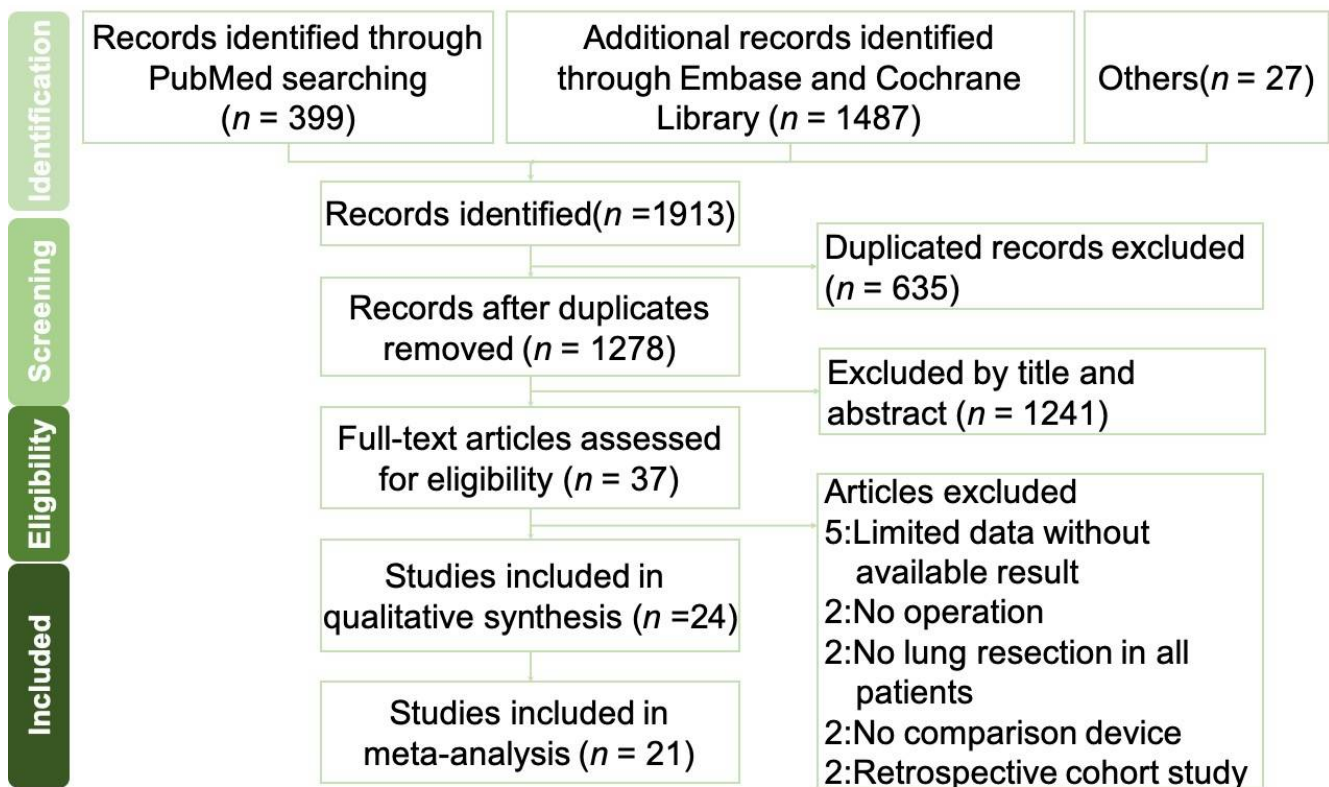 Identification
Records identified through
PubMed searching
(n = 399)
Additional records identified
through Embase and Cochrane
Library (n = 1487)
Others(n = 27)
Records identified(n =1913)
Screening
Duplicated records excluded
(n = 635)
Records after duplicates
removed (n = 1278)
Excluded by title and
abstract (n = 1241)
Eligibility
Full-text articles assessed
for eligibility (n = 37)
Articles excluded
5:Limited data without
available result
2:No operation
2:No lung resection in all
patients
2:No comparison device
2:Retrospective cohort study
Included
Studies included in
qualitative synthesis (n =24)
Studies included in
meta-analysis (n = 21)